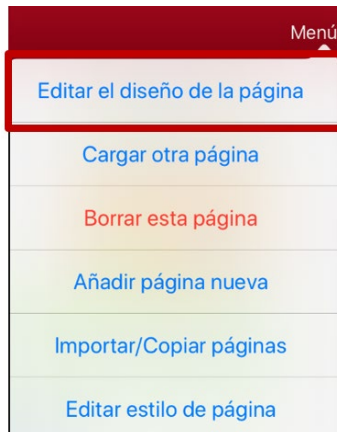 Menú
Editar el diseño de la página
Cargar otra página
Borrar esta página
Añadir página nueva
Importar/Copiar páginas
Editar estilo de página